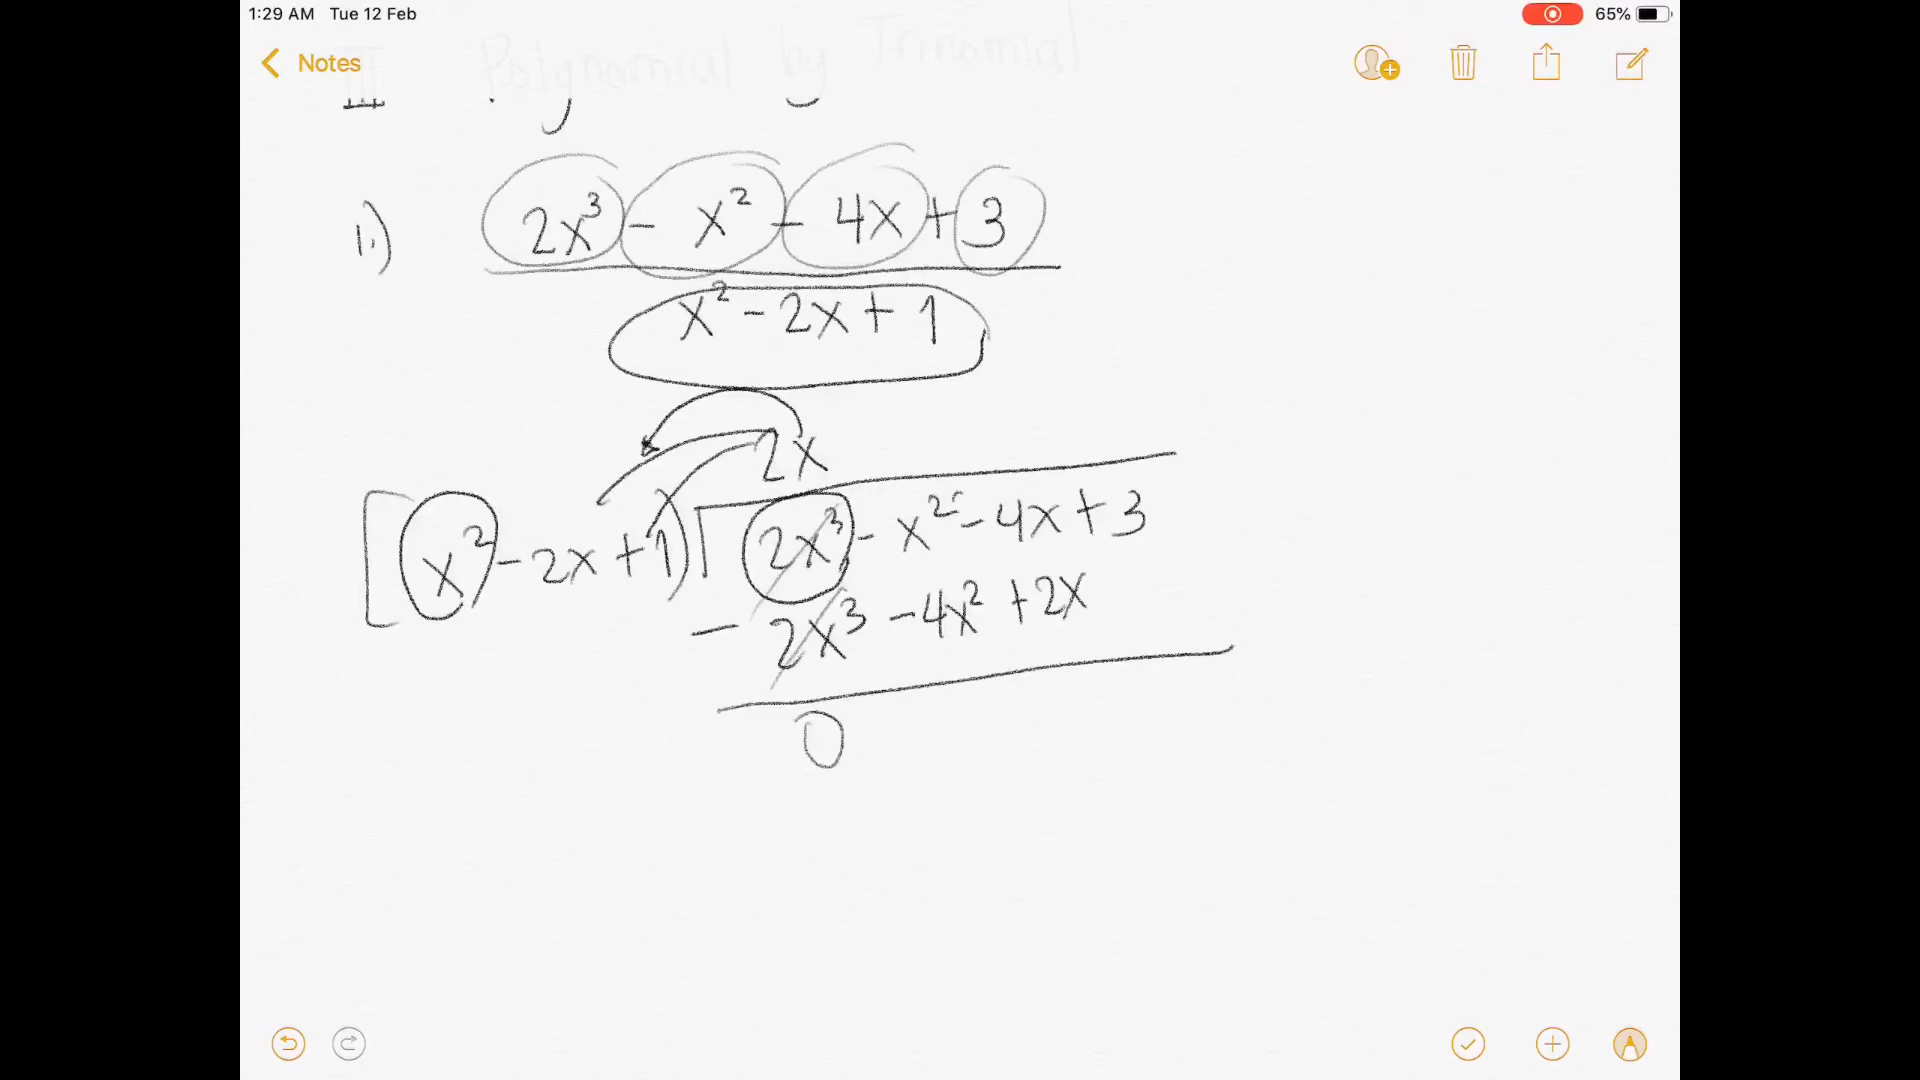 1:29 AM Tue 12 Feb 65%
Notes
III Polynomial by Trinomial
1.) 2x³ - x² - 4x + 3
x² - 2x + 1
2x
x² - 2x + 1) 2x³ - x² - 4x + 3
- 2x³ - 4x² + 2x
0